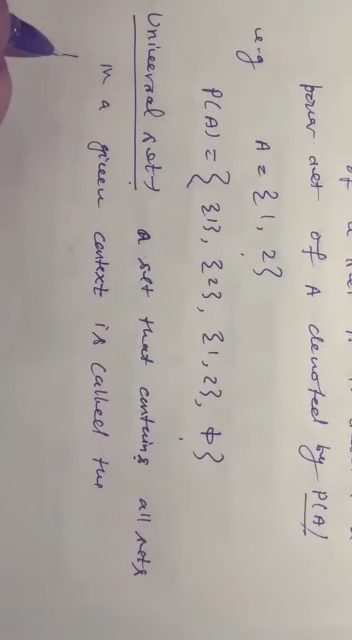 power set of A denoted by P(A)
e.g A = {1, 2}
P(A) = { {1}, {2}, {1, 2}, ϕ }
Universal set → a set that contains all sets
in a given context is called the